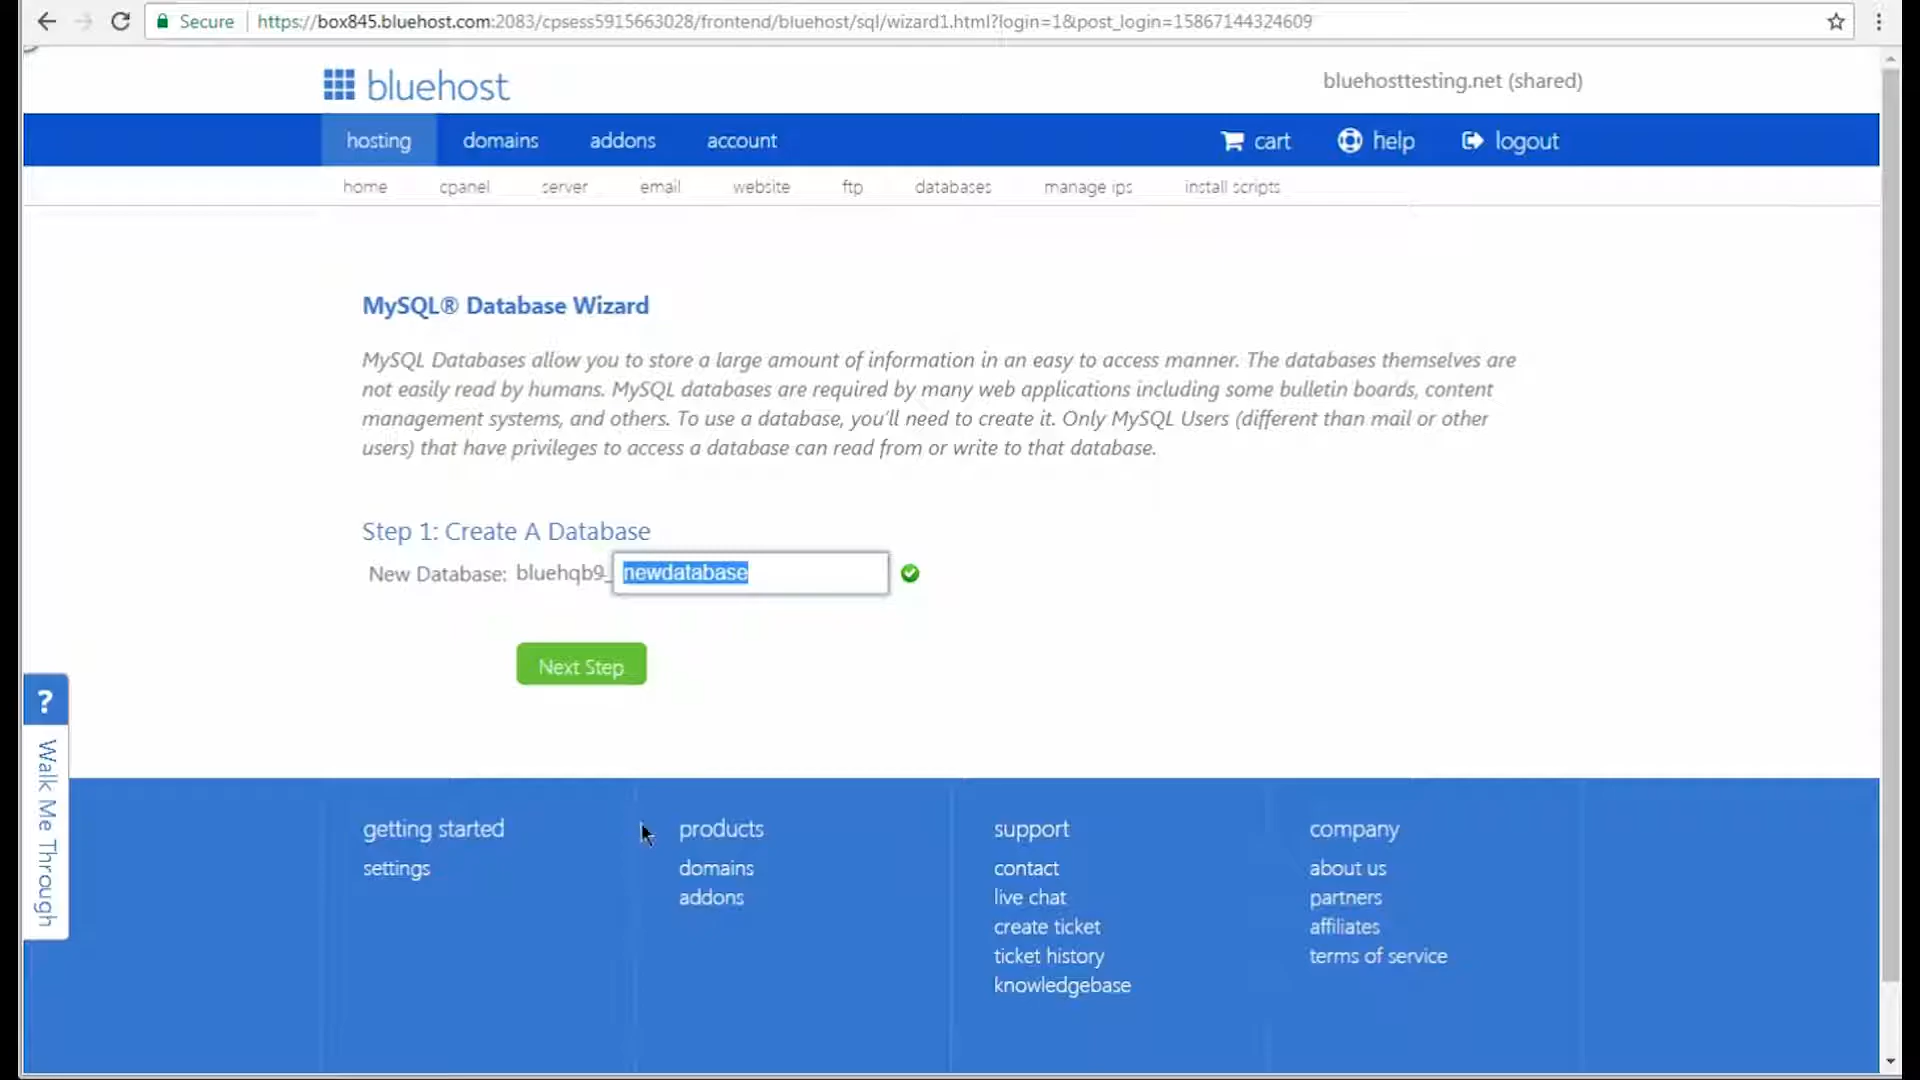 Secure https://box845.bluehost.com:2083/cpsess5915663028/frontend/bluehost/sql/wizard1.html?login=1&post_login=15867144324609
bluehost
bluehosttesting.net (shared)
hosting domains addons account cart help logout
home cpanel server email website ftp databases manage ips install scripts
MySQL® Database Wizard
MySQL Databases allow you to store a large amount of information in an easy to access manner. The databases themselves are
not easily read by humans. MySQL databases are required by many web applications including some bulletin boards, content
management systems, and others. To use a database, you'll need to create it. Only MySQL Users (different than mail or other
users) that have privileges to access a database can read from or write to that database.
Step 1: Create A Database
New Database: bluehqb9_ newdatabase
Next Step
?
Walk Me Through
getting started
settings
products
domains
addons
support
contact
live chat
create ticket
ticket history
knowledgebase
company
about us
partners
affiliates
terms of service